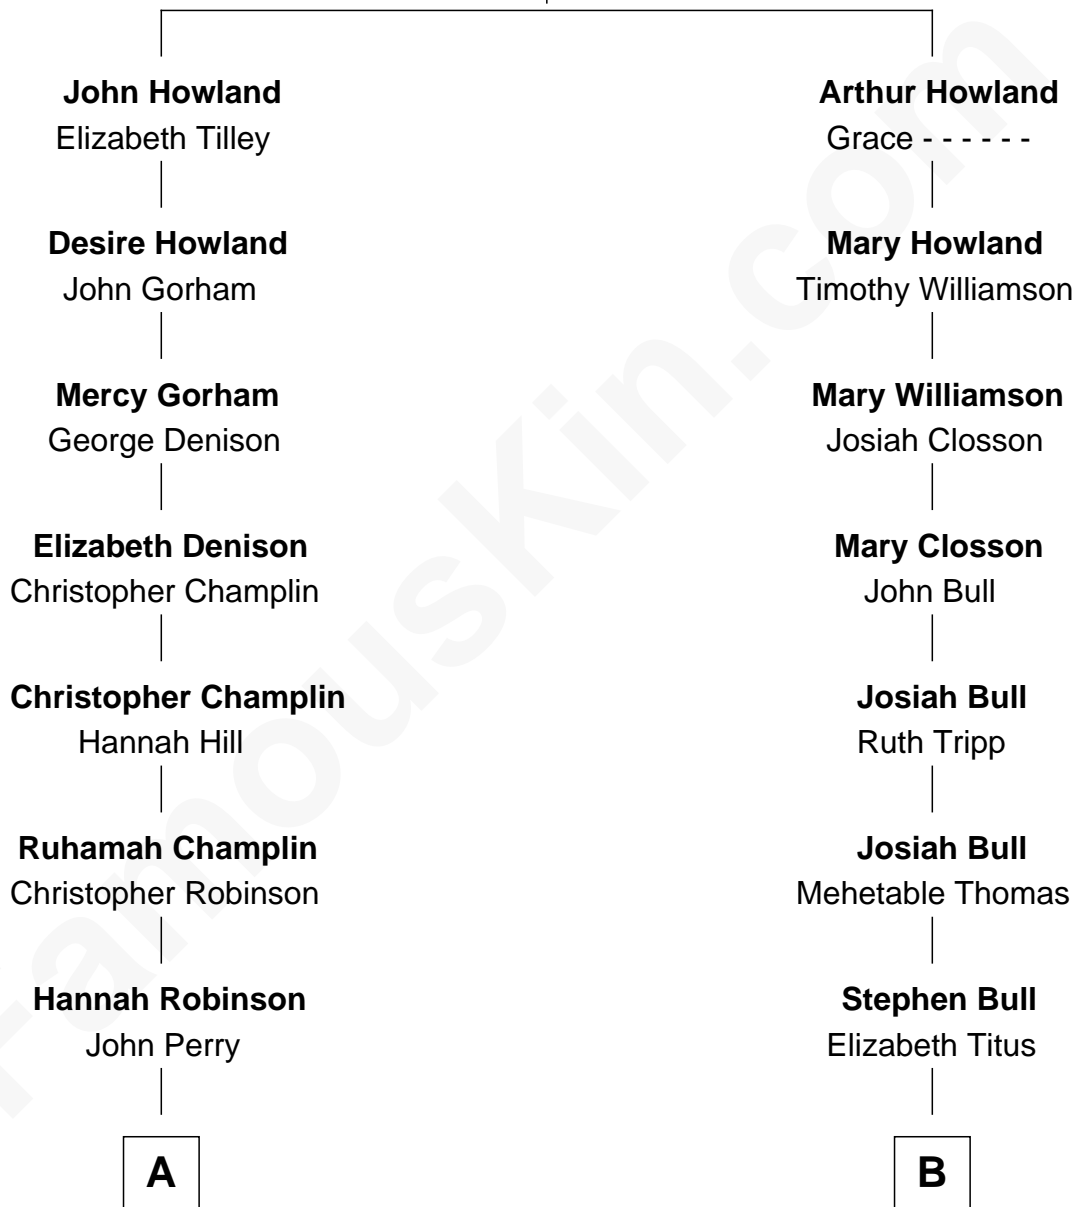 John Howland
Elizabeth Tilley
Desire Howland
John Gorham
Mercy Gorham
George Denison
Elizabeth Denison
Christopher Champlin
Christopher Champlin
Hannah Hill
Ruhamah Champlin
Christopher Robinson
Hannah Robinson
John Perry
A
Arthur Howland
Grace - - - - - -
Mary Howland
Timothy Williamson
Mary Williamson
Josiah Closson
Mary Closson
John Bull
Josiah Bull
Ruth Tripp
Josiah Bull
Mehetable Thomas
Stephen Bull
Elizabeth Titus
B
FamousKin.com